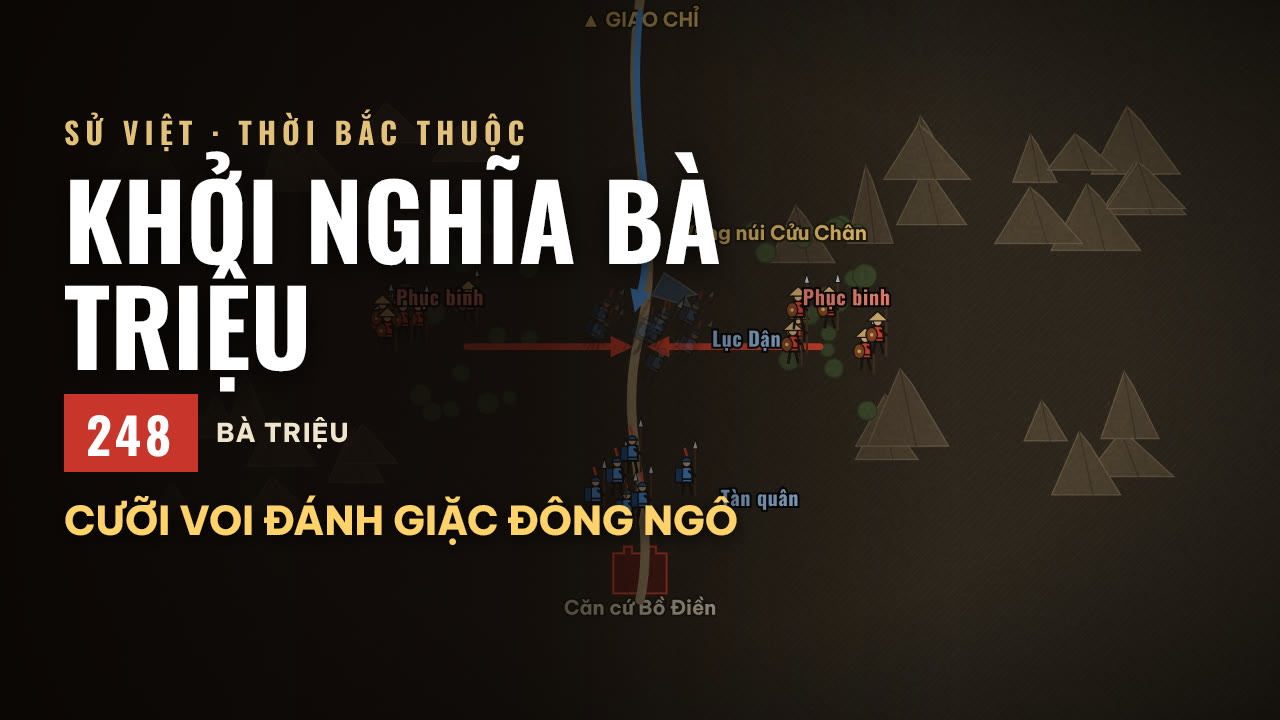 ▲ GIAO CHỈ
SỬ VIỆT · THỜI BẮC THUỘC
KHỞI NGHĨA BÀ
TRIỆU
núi Cửu Chân
Phục binh
Phục binh
Lục Dận
248
BÀ TRIỆU
Tàn quân
CƯỠI VOI ĐÁNH GIẶC ĐÔNG NGÔ
Căn cứ Bồ Điền